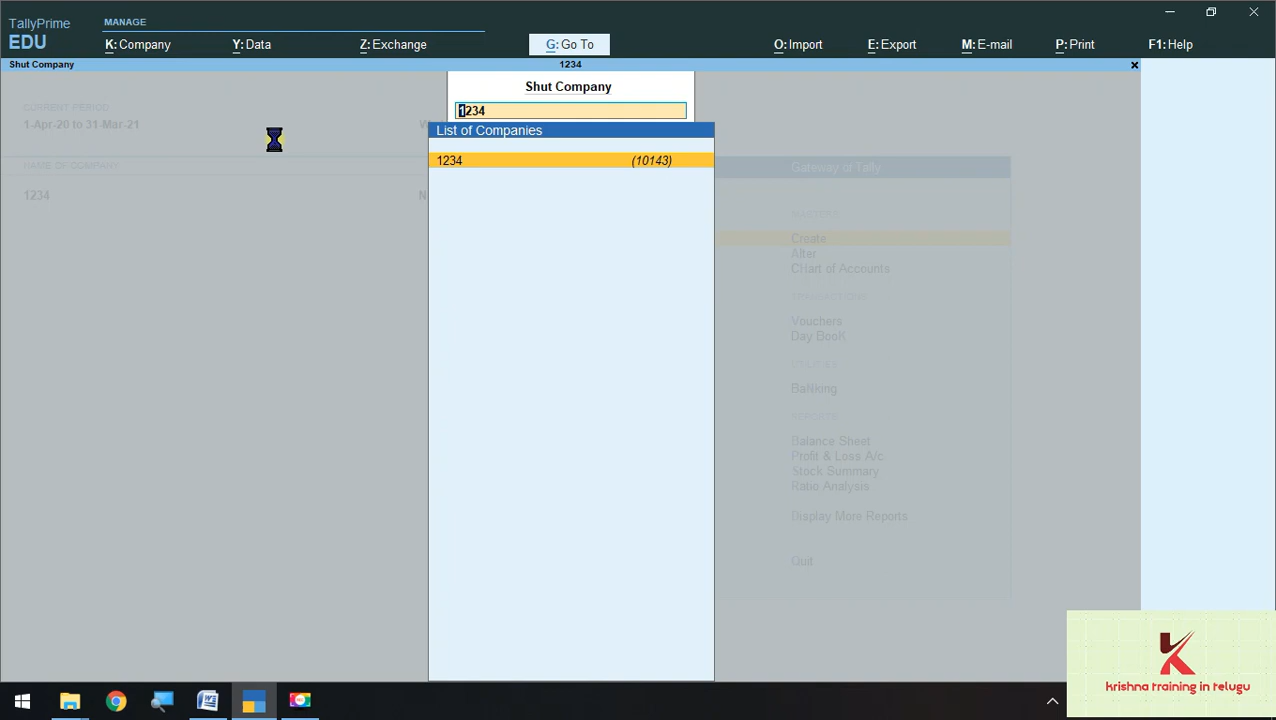 TallyPrime
EDU
MANAGE
K: Company
Y: Data
Z: Exchange
G: Go To
O: Import
E: Export
M: E-mail
P: Print
F1: Help
Shut Company
1234
Shut Company
1234
List of Companies
1234 (10143)
CURRENT PERIOD
1-Apr-20 to 31-Mar-21
W
NAME OF COMPANY
1234
N
Gateway of Tally
MASTERS
Create
Alter
CHart of Accounts
TRANSACTIONS
Vouchers
Day BooK
UTILITIES
BaNking
REPORTS
Balance Sheet
Profit & Loss A/c
Stock Summary
Ratio Analysis
Display More Reports
Quit
krishna training in telugu